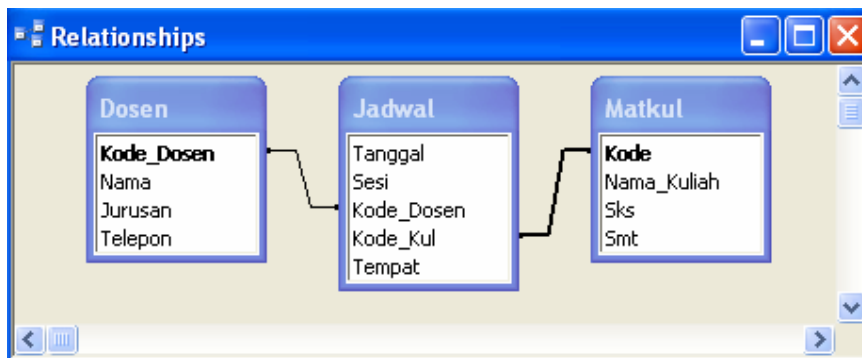 Relationships
Dosen
Kode_Dosen
Nama
Jurusan
Telepon
Jadwal
Tanggal
Sesi
Kode_Dosen
Kode_Kul
Tempat
Matkul
Kode
Nama_Kuliah
Sks
Smt